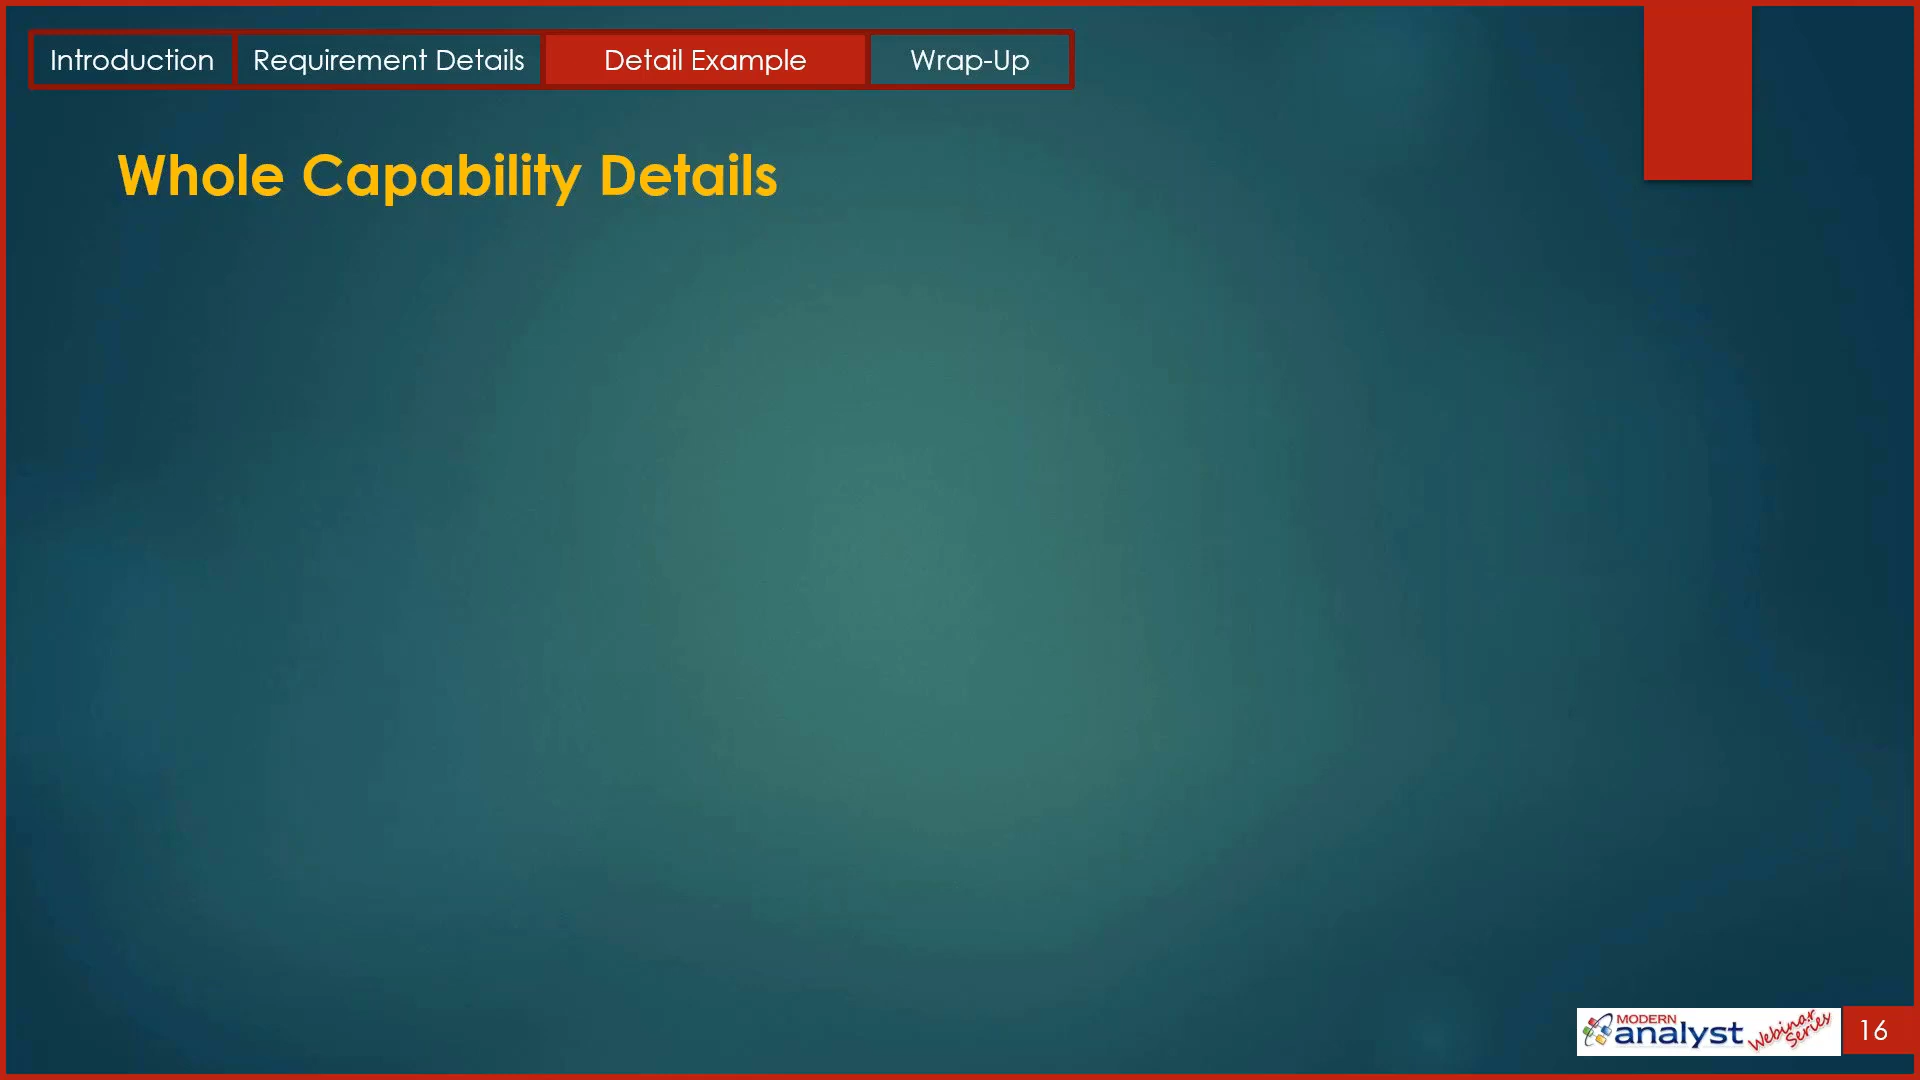 Introduction
Requirement Details
Detail Example
Wrap-Up
Whole Capability Details
MODERN
analyst Webinar Series
16